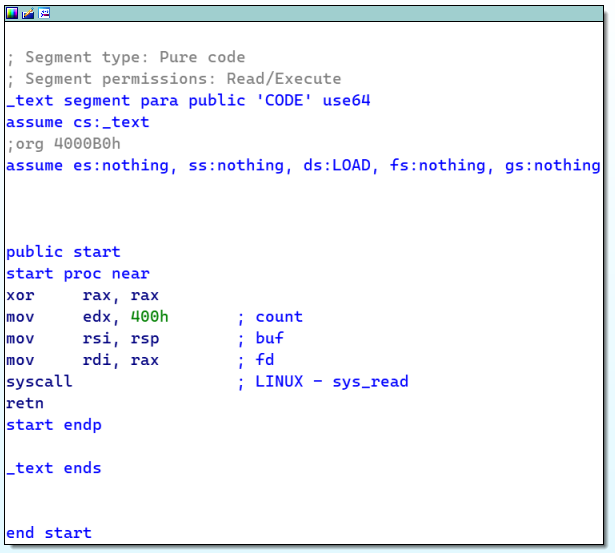 ; Segment type: Pure code
; Segment permissions: Read/Execute
_text segment para public 'CODE' use64
assume cs:_text
;org 4000B0h
assume es:nothing, ss:nothing, ds:LOAD, fs:nothing, gs:nothing
public start
start proc near
xor     rax, rax
mov     edx, 400h       ; count
mov     rsi, rsp        ; buf
mov     rdi, rax        ; fd
syscall                 ; LINUX - sys_read
retn
start endp
_text ends
end start